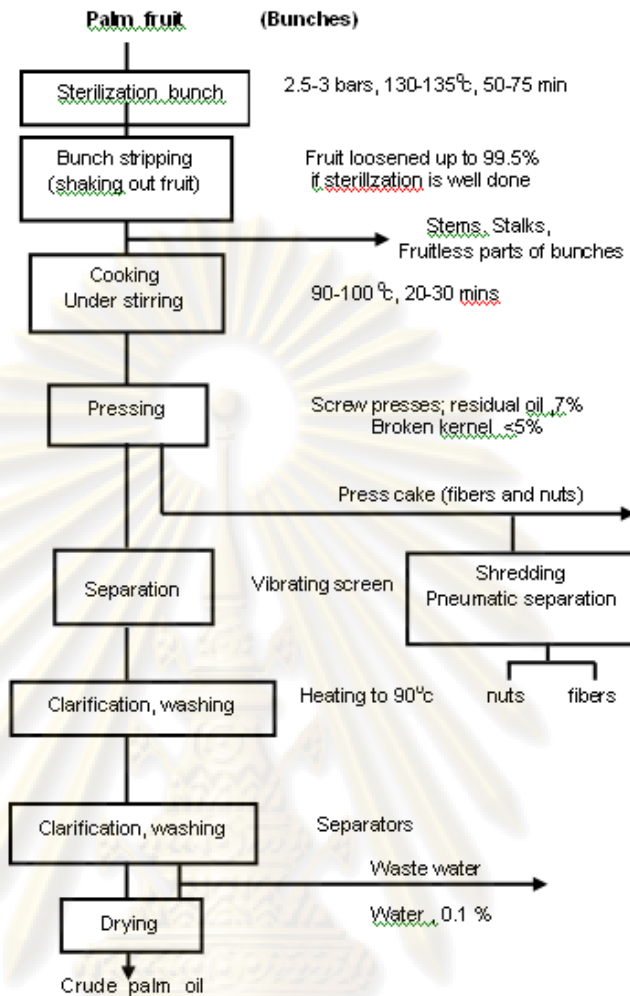 Palm fruit (Bunches)
Sterilization bunch 2.5-3 bars, 130-135⁰c, 50-75 min
Bunch stripping Fruit loosened up to 99.5%
(shaking out fruit) if sterilzation is well done
Stems, Stalks,
Fruitless parts of bunches
Cooking
Under stirring 90-100 ⁰c, 20-30 mins
Pressing Screw presses; residual oil ,7%
Broken kernel <5%
Press cake (fibers and nuts)
Separation Vibrating screen Shredding
Pneumatic separation
nuts fibers
Clarification, washing Heating to 90⁰c
Clarification, washing Separators
Waste water
Drying Water , 0.1 %
Crude palm oil